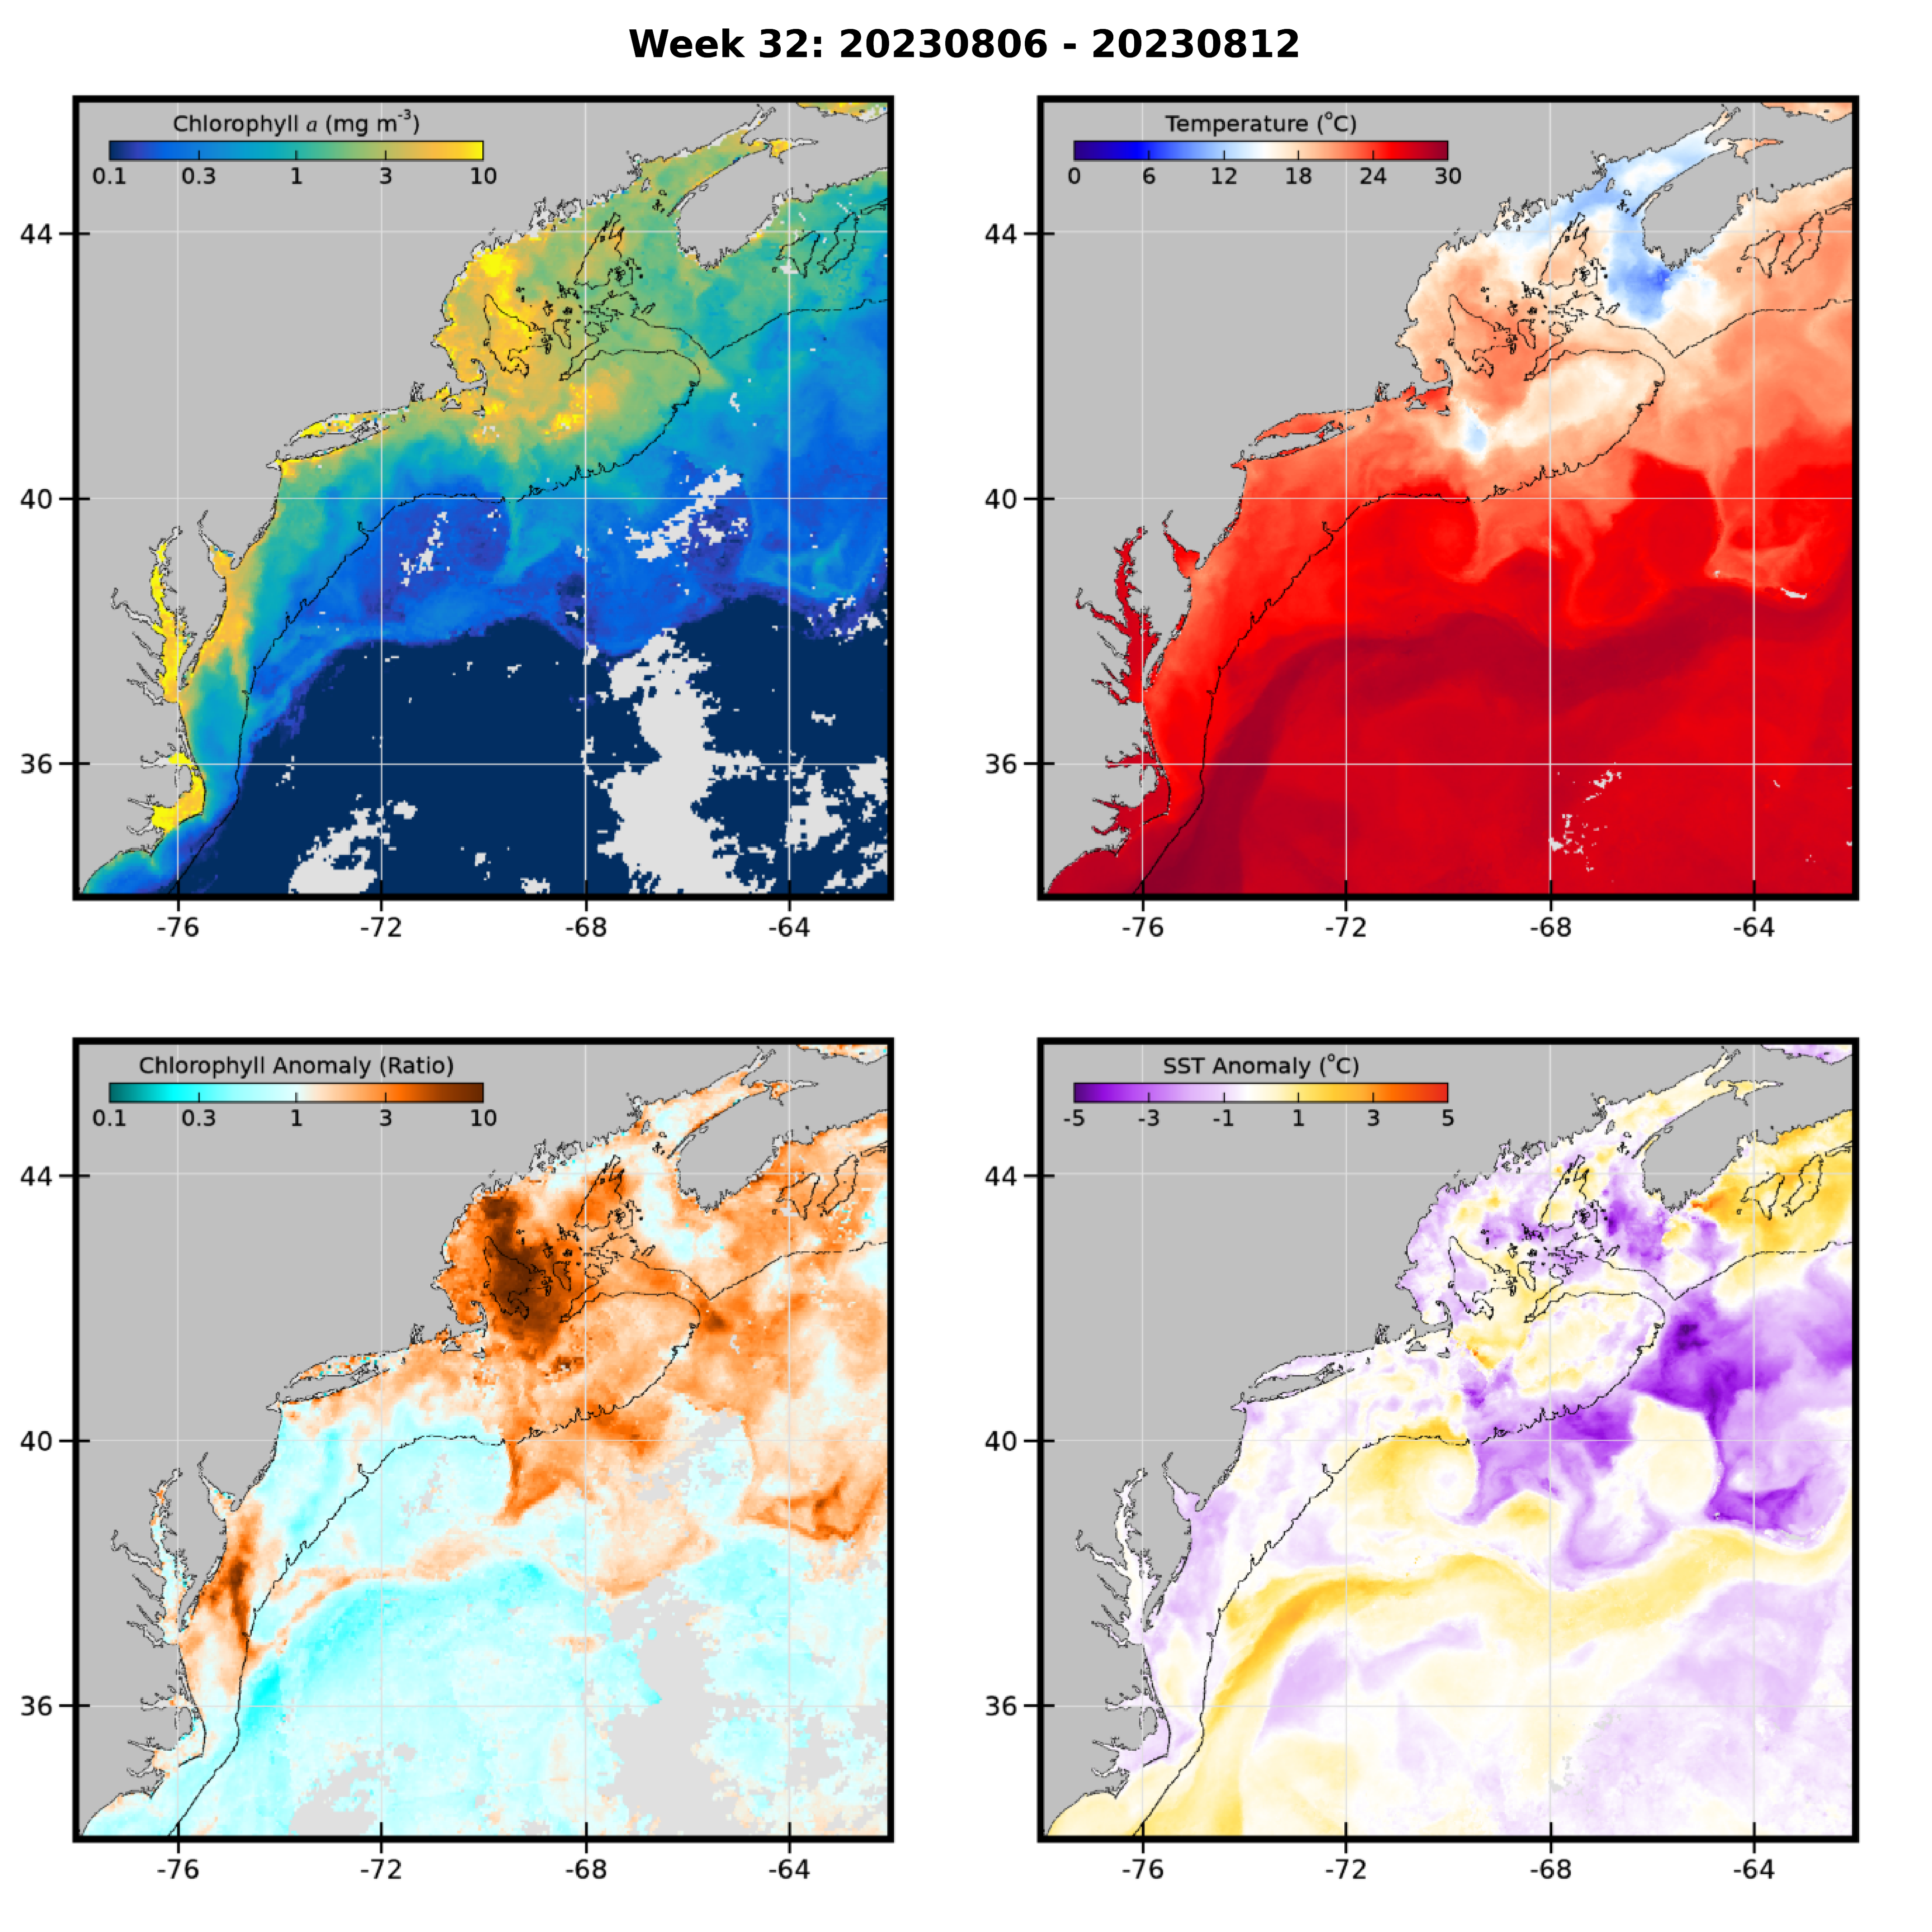 Week 32: 20230806 - 20230812
Chlorophyll a (mg m-3)
0.1 0.3 1 3 10
44
40
36
-76 -72 -68 -64
Temperature (°C)
0 6 12 18 24 30
44
40
36
-76 -72 -68 -64
Chlorophyll Anomaly (Ratio)
0.1 0.3 1 3 10
44
40
36
-76 -72 -68 -64
SST Anomaly (°C)
-5 -3 -1 1 3 5
44
40
36
-76 -72 -68 -64